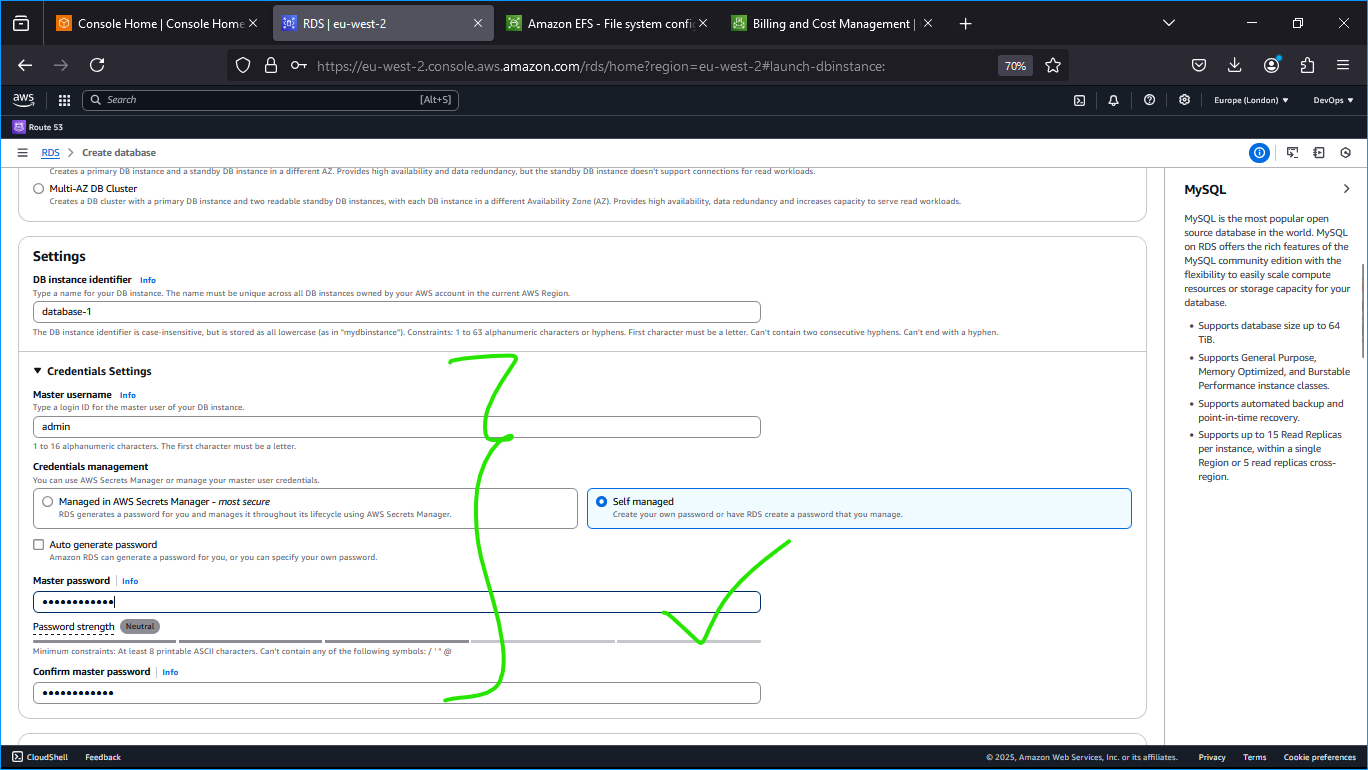 Console Home | Console Home
RDS | eu-west-2
Amazon EFS - File system confi
Billing and Cost Management |
https://eu-west-2.console.aws.amazon.com/rds/home?region=eu-west-2#launch-dbinstance:
70%
aws
Search
[Alt+S]
Europe (London)
DevOps
Route 53
RDS
Create database
Creates a primary DB instance and a standby DB instance in a different AZ. Provides high availability and data redundancy, but the standby DB instance doesn't support connections for read workloads.
Multi-AZ DB Cluster
Creates a DB cluster with a primary DB instance and two readable standby DB instances, with each DB instance in a different Availability Zone (AZ). Provides high availability, data redundancy and increases capacity to serve read workloads.
Settings
DB instance identifier Info
Type a name for your DB instance. The name must be unique across all DB instances owned by your AWS account in the current AWS Region.
database-1
The DB instance identifier is case-insensitive, but is stored as all lowercase (as in "mydbinstance"). Constraints: 1 to 63 alphanumeric characters or hyphens. First character must be a letter. Can't contain two consecutive hyphens. Can't end with a hyphen.
Credentials Settings
Master username Info
Type a login ID for the master user of your DB instance.
admin
1 to 16 alphanumeric characters. The first character must be a letter.
Credentials management
You can use AWS Secrets Manager or manage your master user credentials.
Managed in AWS Secrets Manager - most secure
RDS generates a password for you and manages it throughout its lifecycle using AWS Secrets Manager.
Self managed
Create your own password or have RDS create a password that you manage.
Auto generate password
Amazon RDS can generate a password for you, or you can specify your own password.
Master password Info
••••••••••••
Password strength Neutral
Minimum constraints: At least 8 printable ASCII characters. Can't contain any of the following symbols: / ' " @
Confirm master password Info
••••••••••••
MySQL
MySQL is the most popular open
source database in the world. MySQL
on RDS offers the rich features of the
MySQL community edition with the
flexibility to easily scale compute
resources or storage capacity for your
database.
• Supports database size up to 64
TiB.
• Supports General Purpose,
Memory Optimized, and Burstable
Performance instance classes.
• Supports automated backup and
point-in-time recovery.
• Supports up to 15 Read Replicas
per instance, within a single
Region or 5 read replicas cross-
region.
CloudShell
Feedback
© 2025, Amazon Web Services, Inc. or its affiliates.
Privacy
Terms
Cookie preferences